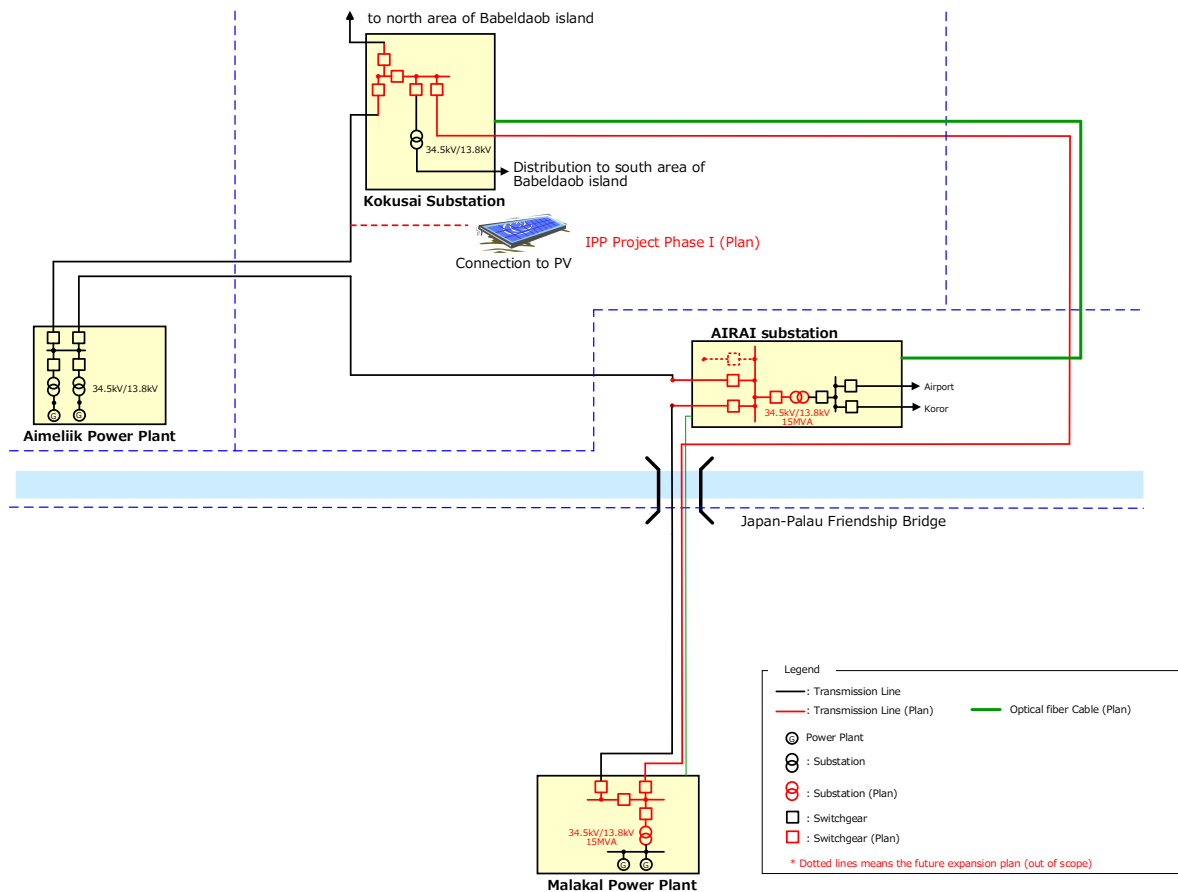 to north area of Babeldaob island
34.5kV/13.8kV
Distribution to south area of
Babeldaob island
Kokusai Substation
IPP Project Phase I (Plan)
Connection to PV
AIRAI substation
34.5kV/13.8kV
Airport
34.5kV/13.8kV
15MVA
Koror
G
G
Aimeliik Power Plant
Japan-Palau Friendship Bridge
Legend
: Transmission Line
: Transmission Line (Plan)
Optical fiber Cable (Plan)
G
Power Plant
: Substation
: Substation (Plan)
: Switchgear
: Switchgear (Plan)
* Dotted lines means the future expansion plan (out of scope)
34.5kV/13.8kV
15MVA
G
G
Malakal Power Plant